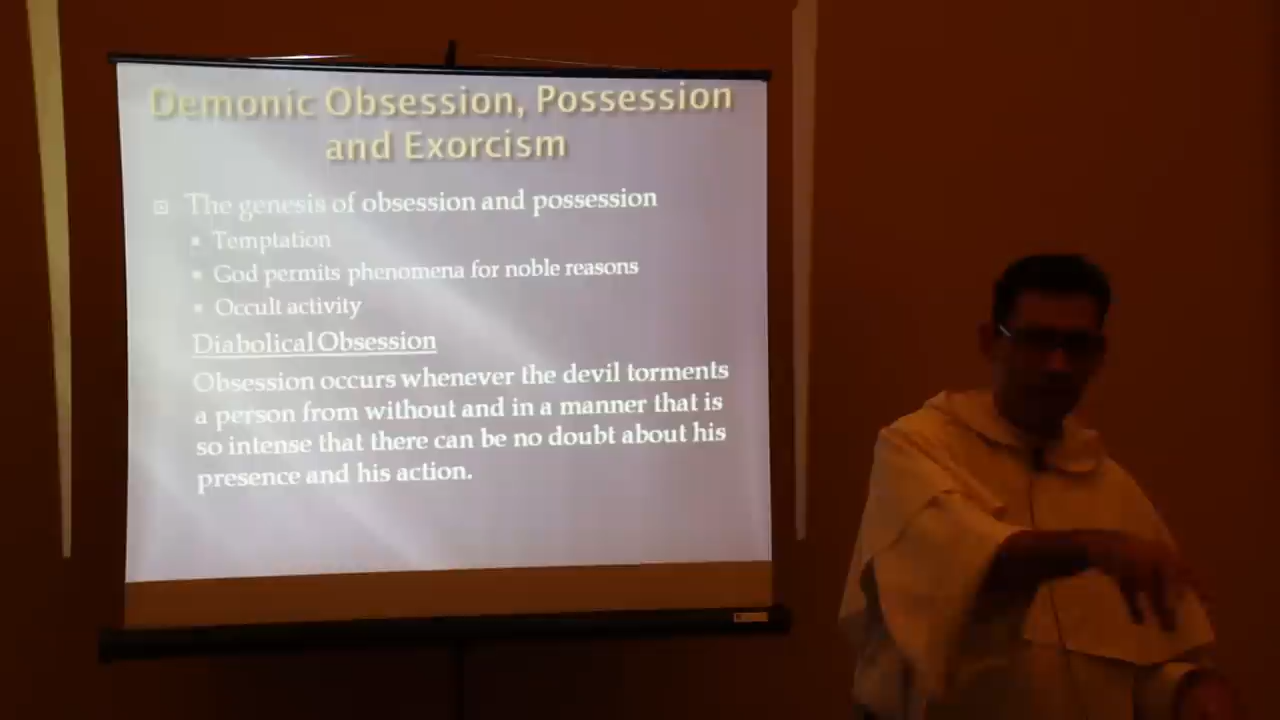 Demonic Obsession, Possession
and Exorcism
The genesis of obsession and possession
Temptation
God permits phenomena for noble reasons
Occult activity
Diabolical Obsession
Obsession occurs whenever the devil torments
a person from without and in a manner that is
so intense that there can be no doubt about his
presence and his action.